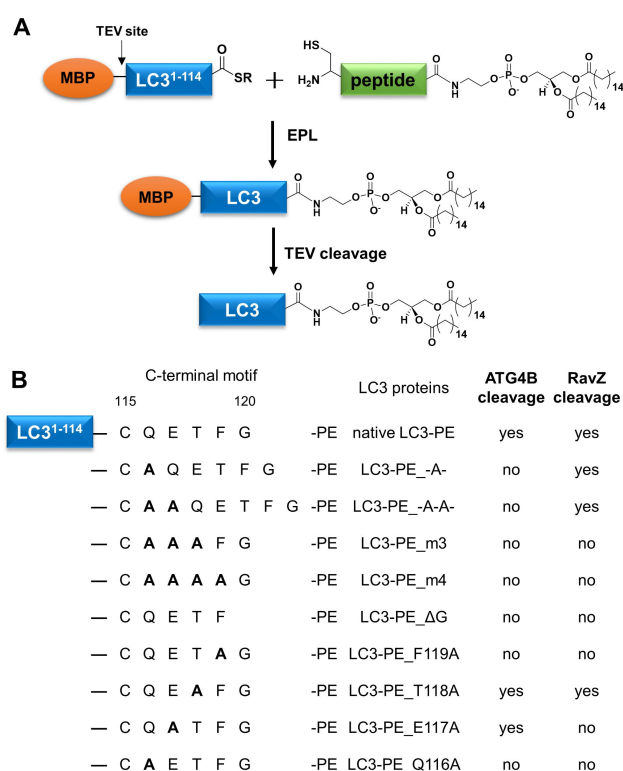 A
TEV site
MBP LC3¹⁻¹¹⁴ O SR + HS H₂N peptide O N H O P O O⁻ O H O O O 14 14
EPL
MBP LC3 O N H O P O O⁻ O H O O O 14 14
TEV cleavage
LC3 O N H O P O O⁻ O H O O O 14 14
B
C-terminal motif LC3 proteins ATG4B cleavage RavZ cleavage
115 120
LC3¹⁻¹¹⁴ — C Q E T F G -PE native LC3-PE yes yes
— C A Q E T F G -PE LC3-PE_-A- no yes
— C A A Q E T F G -PE LC3-PE_-A-A- no yes
— C A A A F G -PE LC3-PE_m3 no no
— C A A A A G -PE LC3-PE_m4 no no
— C Q E T F -PE LC3-PE_ΔG no no
— C Q E T A G -PE LC3-PE_F119A no no
— C Q E A F G -PE LC3-PE_T118A yes yes
— C Q A T F G -PE LC3-PE_E117A yes no
— C A E T F G -PE LC3-PE_Q116A no no